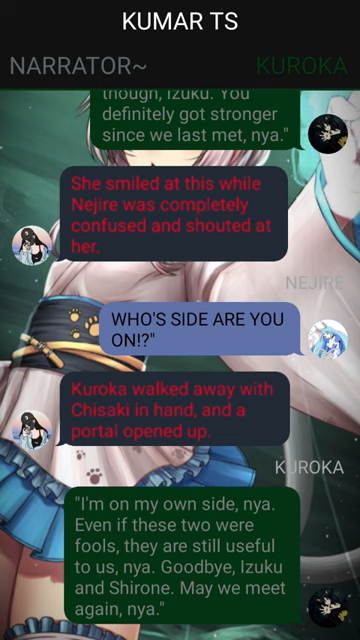 KUMAR TS
NARRATOR~ KUROKA
though, Izuku. You
definitely got stronger
since we last met, nya."
She smiled at this while
Nejire was completely
confused and shouted at
her.
NEJIRE
WHO'S SIDE ARE YOU
ON!?"
Kuroka walked away with
Chisaki in hand, and a
portal opened up.
KUROKA
"I'm on my own side, nya.
Even if these two were
fools, they are still useful
to us, nya. Goodbye, Izuku
and Shirone. May we meet
again, nya."